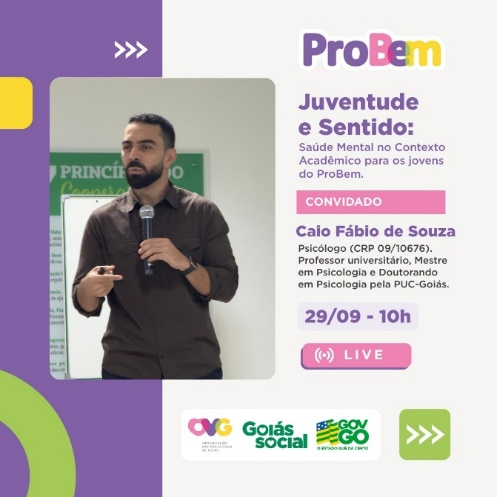 ProBem
Juventude
e Sentido:
Saúde Mental no Contexto
Acadêmico para os jovens
do ProBem.
CONVIDADO
Caio Fábio de Souza
Psicólogo (CRP 09/10676).
Professor universitário, Mestre
em Psicologia e Doutorando
em Psicologia pela PUC-Goiás.
29/09 - 10h
LIVE
PRINCÍP
DO
Coopera
OVG
ORGANIZAÇÃO
DAS VOLUNTÁRIAS
DE GOIÁS
Goiás
social
GOV
GO
O ESTADO QUE DÁ CERTO